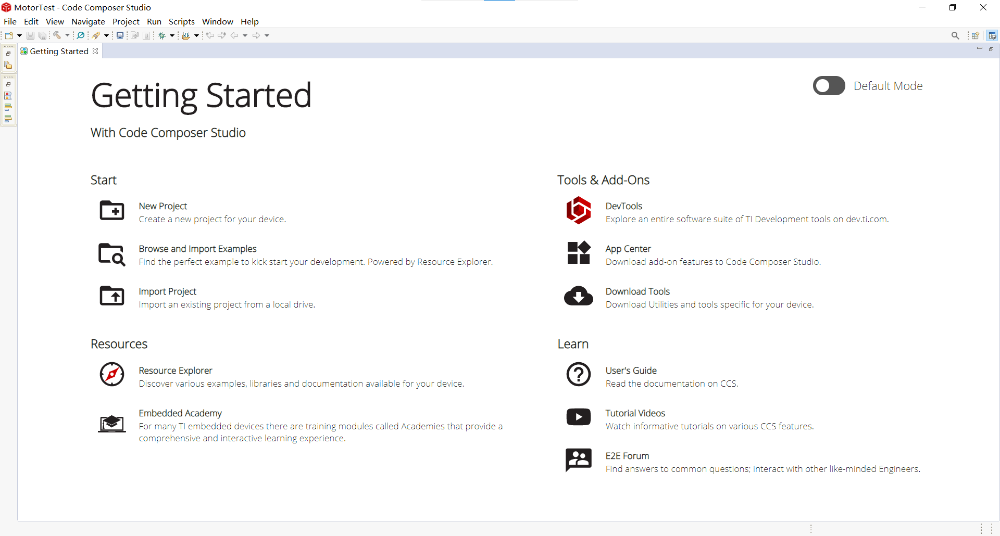 MotorTest - Code Composer Studio
File Edit View Navigate Project Run Scripts Window Help
Getting Started
Getting Started
Default Mode
With Code Composer Studio
Start
New Project
Create a new project for your device.
Browse and Import Examples
Find the perfect example to kick start your development. Powered by Resource Explorer.
Import Project
Import an existing project from a local drive.
Tools & Add-Ons
DevTools
Explore an entire software suite of TI Development tools on dev.ti.com.
App Center
Download add-on features to Code Composer Studio.
Download Tools
Download Utilities and tools specific for your device.
Resources
Resource Explorer
Discover various examples, libraries and documentation available for your device.
Embedded Academy
For many TI embedded devices there are training modules called Academies that provide a
comprehensive and interactive learning experience.
Learn
User's Guide
Read the documentation on CCS.
Tutorial Videos
Watch informative tutorials on various CCS features.
E2E Forum
Find answers to common questions; interact with other like-minded Engineers.